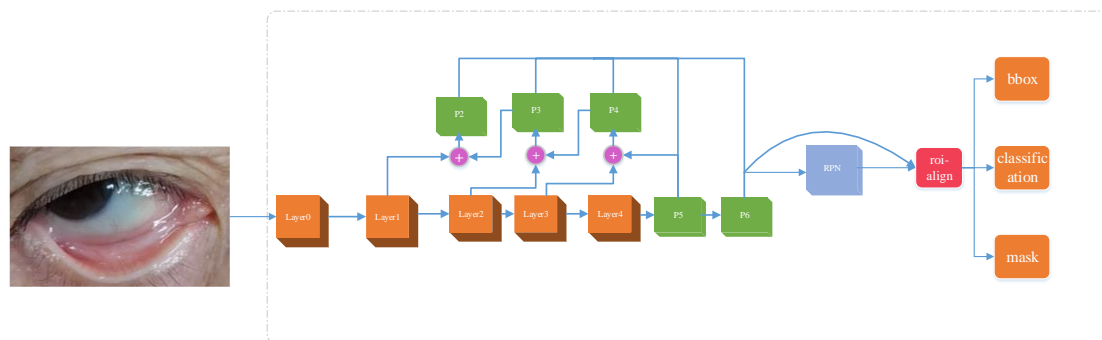 bbox
P2
P3
P4
+
+
+
RPN
roi-
align
classific
ation
Layer0
Layer1
Layer2
Layer3
Layer4
P5
P6
mask